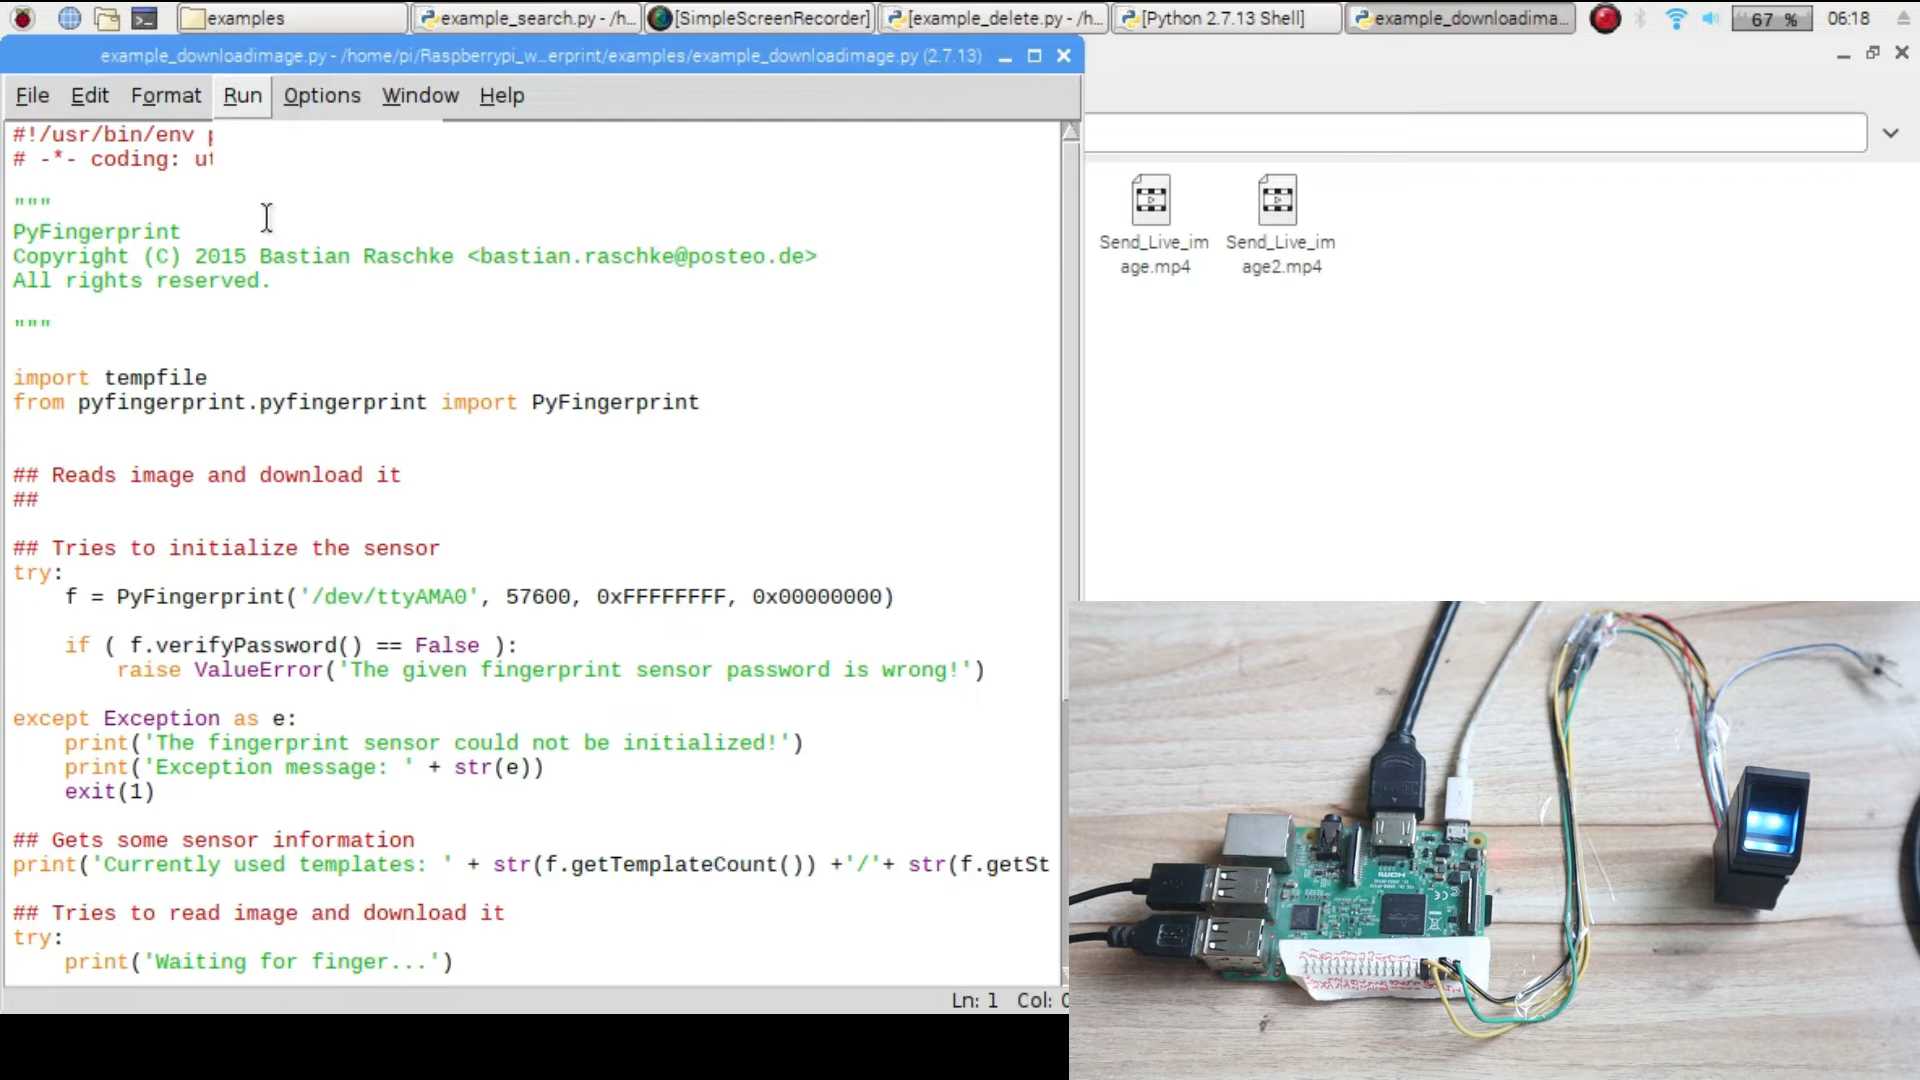 examples
example_search.py - /h...
[SimpleScreenRecorder]
[example_delete.py - /h...
[Python 2.7.13 Shell]
example_downloadima...
67 %
06:18
example_downloadimage.py - /home/pi/Raspberrypi_w...erprint/examples/example_downloadimage.py (2.7.13)
File Edit Format Run Options Window Help
#!/usr/bin/env
# -*- coding:
"""
PyFingerprint
Copyright (C) 2015 Bastian Raschke <bastian.raschke@posteo.de>
All rights reserved.
"""
import tempfile
from pyfingerprint.pyfingerprint import PyFingerprint
## Reads image and download it
##
## Tries to initialize the sensor
try:
    f = PyFingerprint('/dev/ttyAMA0', 57600, 0xFFFFFFFF, 0x00000000)
    if ( f.verifyPassword() == False ):
        raise ValueError('The given fingerprint sensor password is wrong!')
except Exception as e:
    print('The fingerprint sensor could not be initialized!')
    print('Exception message: ' + str(e))
    exit(1)
## Gets some sensor information
print('Currently used templates: ' + str(f.getTemplateCount()) +'/'+ str(f.getSt
## Tries to read image and download it
try:
    print('Waiting for finger...')
Ln: 1 Col: 0
Send_Live_im
age.mp4
Send_Live_im
age2.mp4
HDMI